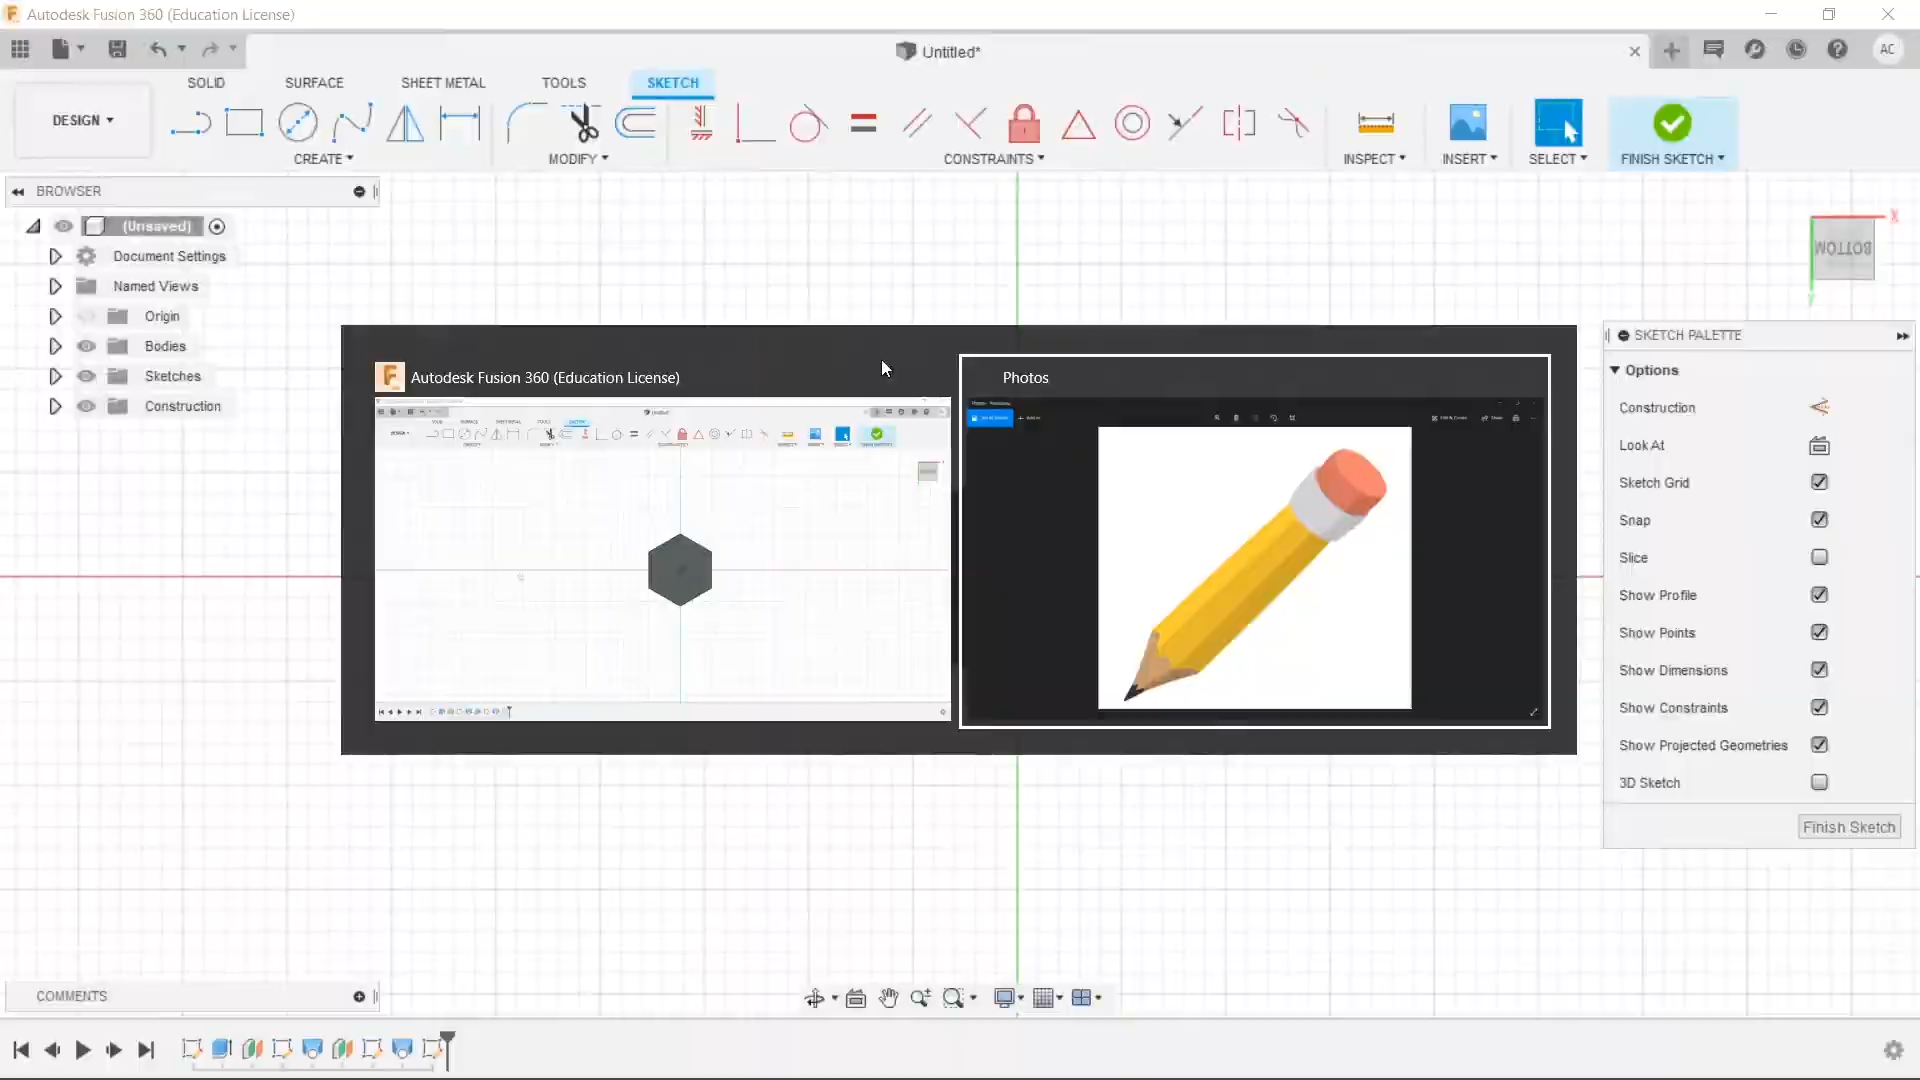 Autodesk Fusion 360 (Education License)
Untitled*
AC
SOLID
SURFACE
SHEET METAL
TOOLS
SKETCH
DESIGN
CREATE
MODIFY
CONSTRAINTS
INSPECT
INSERT
SELECT
FINISH SKETCH
BROWSER
(Unsaved)
Document Settings
Named Views
Origin
Bodies
Sketches
Construction
X
BOTTOM
Y
Autodesk Fusion 360 (Education License)
Photos
SKETCH PALETTE
Options
Construction
Look At
Sketch Grid
Snap
Slice
Show Profile
Show Points
Show Dimensions
Show Constraints
Show Projected Geometries
3D Sketch
Finish Sketch
COMMENTS